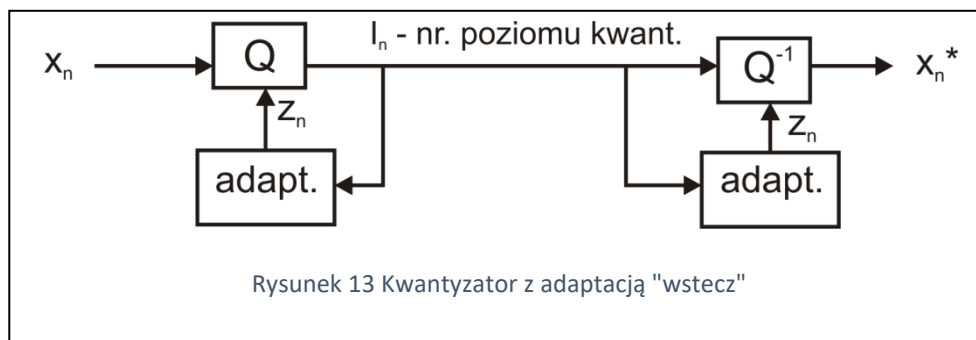 xₙ
Q
Iₙ - nr. poziomu kwant.
Q⁻¹
xₙ*
zₙ
zₙ
adapt.
adapt.
Rysunek 13 Kwantyzator z adaptacją "wstecz"